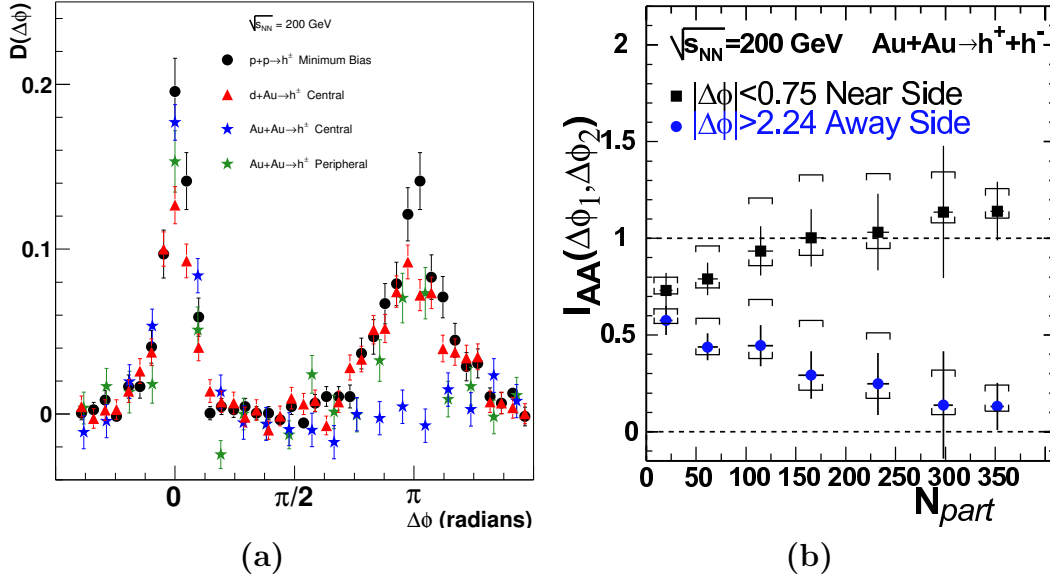 D(Δϕ)
√sNN = 200 GeV
p+p→h± Minimum Bias
d+Au→h± Central
Au+Au→h± Central
Au+Au→h± Peripheral
0.2
0.1
0
0
π/2
π
Δϕ (radians)
(a)
IAA(Δϕ1,Δϕ2)
√sNN=200 GeV Au+Au→h++h-
|Δϕ|<0.75 Near Side
|Δϕ|>2.24 Away Side
2
1.5
1
0.5
0
0 50 100 150 200 250 300 350 400
Npart
(b)